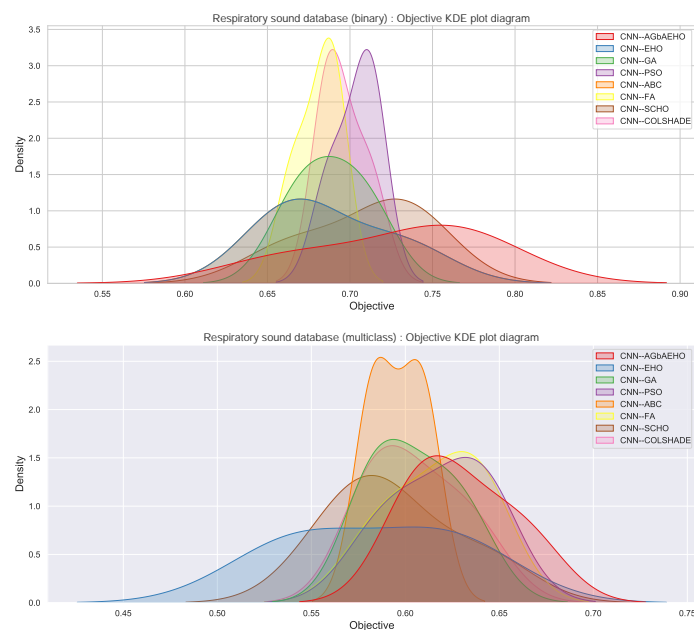 Respiratory sound database (binary) : Objective KDE plot diagram
3.5
3.0
2.5
2.0
1.5
1.0
0.5
0.0
Density
CNN--AGbAEHO
CNN--EHO
CNN--GA
CNN--PSO
CNN--ABC
CNN--FA
CNN--SCHO
CNN--COLSHADE
0.55 0.60 0.65 0.70 0.75 0.80 0.85 0.90
Objective
Respiratory sound database (multiclass) : Objective KDE plot diagram
2.5
2.0
1.5
1.0
0.5
0.0
Density
CNN--AGbAEHO
CNN--EHO
CNN--GA
CNN--PSO
CNN--ABC
CNN--FA
CNN--SCHO
CNN--COLSHADE
0.45 0.50 0.55 0.60 0.65 0.70 0.75
Objective